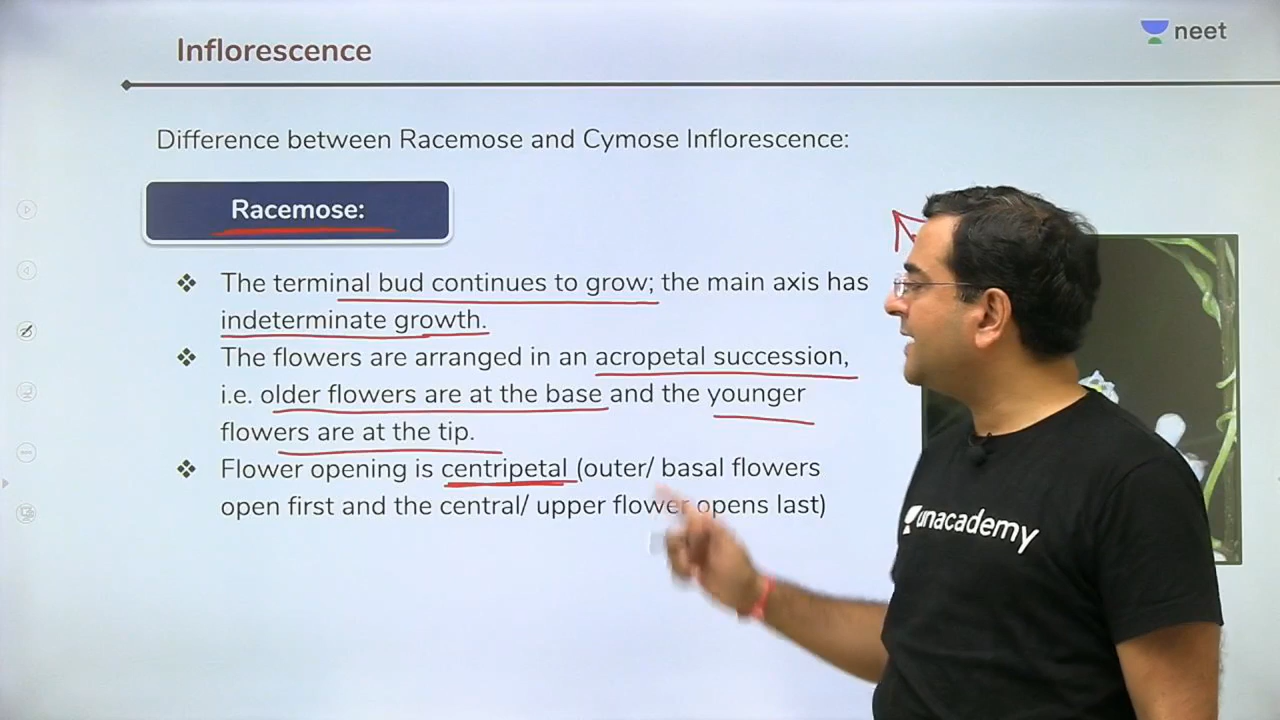 Inflorescence
neet
Difference between Racemose and Cymose Inflorescence:
Racemose:
❖ The terminal bud continues to grow; the main axis has
indeterminate growth.
❖ The flowers are arranged in an acropetal succession,
i.e. older flowers are at the base and the younger
flowers are at the tip.
❖ Flower opening is centripetal (outer/ basal flowers
open first and the central/ upper flower opens last)
unacademy